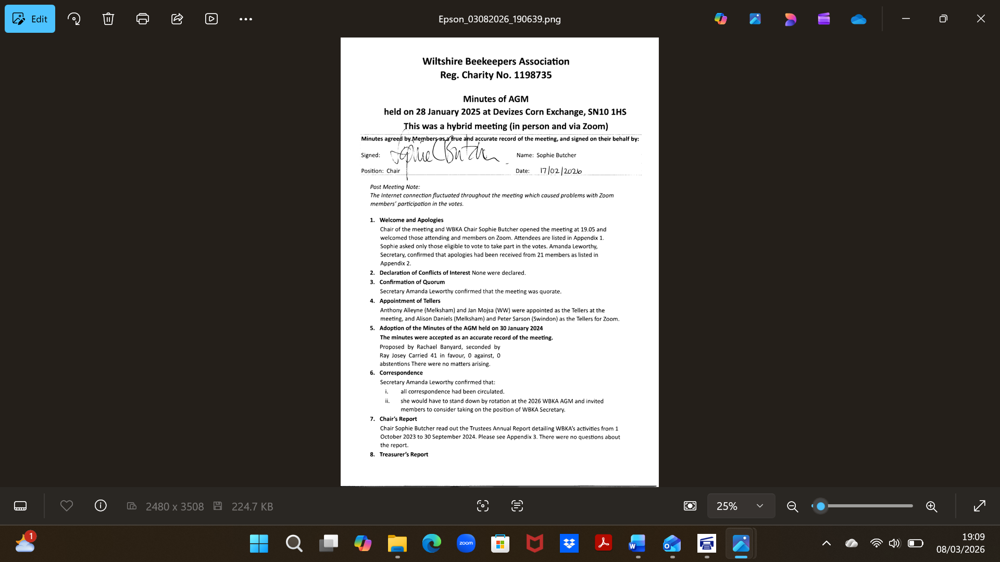 Edit
Epson_03082026_190639.png
Wiltshire Beekeepers Association
Reg. Charity No. 1198735
Minutes of AGM
held on 28 January 2025 at Devizes Corn Exchange, SN10 1HS
This was a hybrid meeting (in person and via Zoom)
Minutes agreed by Members as a true and accurate record of the meeting, and signed on their behalf by:
Signed: Sophie C Butcher Name: Sophie Butcher
Position: Chair Date: 17/02/2026
Post Meeting Note:
The Internet connection fluctuated throughout the meeting which caused problems with Zoom
members' participation in the votes.
1. Welcome and Apologies
Chair of the meeting and WBKA Chair Sophie Butcher opened the meeting at 19.05 and
welcomed those attending and members on Zoom. Attendees are listed in Appendix 1.
Sophie asked only those eligible to vote to take part in the votes. Amanda Leworthy,
Secretary, confirmed that apologies had been received from 21 members as listed in
Appendix 2.
2. Declaration of Conflicts of Interest None were declared.
3. Confirmation of Quorum
Secretary Amanda Leworthy confirmed that the meeting was quorate.
4. Appointment of Tellers
Anthony Alleyne (Melksham) and Jan Mojsa (WW) were appointed as the Tellers at the
meeting, and Alison Daniels (Melksham) and Peter Sarson (Swindon) as the Tellers for Zoom.
5. Adoption of the Minutes of the AGM held on 30 January 2024
The minutes were accepted as an accurate record of the meeting.
Proposed by Rachael Banyard, seconded by
Ray Josey Carried 41 in favour, 0 against, 0
abstentions There were no matters arising.
6. Correspondence
Secretary Amanda Leworthy confirmed that:
i. all correspondence had been circulated.
ii. she would have to stand down by rotation at the 2026 WBKA AGM and invited
members to consider taking on the position of WBKA Secretary.
7. Chair's Report
Chair Sophie Butcher read out the Trustees Annual Report detailing WBKA's activities from 1
October 2023 to 30 September 2024. Please see Appendix 3. There were no questions about
the report.
8. Treasurer's Report
2480 x 3508 224.7 KB 25%
1
zoom
W
O
19:09
08/03/2026